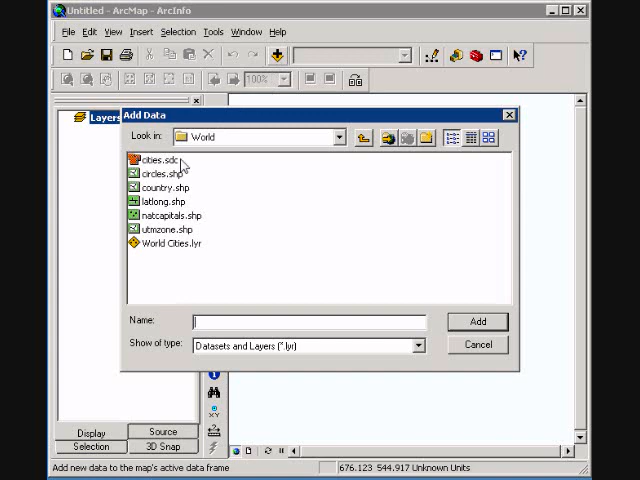 Untitled - ArcMap - ArcInfo
File Edit View Insert Selection Tools Window Help
100%
Layers
Add Data
Look in: World
cities.sdc
circles.shp
country.shp
latlong.shp
natcapitals.shp
utmzone.shp
World Cities.lyr
Name: Add
Show of type: Datasets and Layers (*.lyr) Cancel
XY
Display Source
Selection 3D Snap
Add new data to the map's active data frame 676.123 544.917 Unknown Units